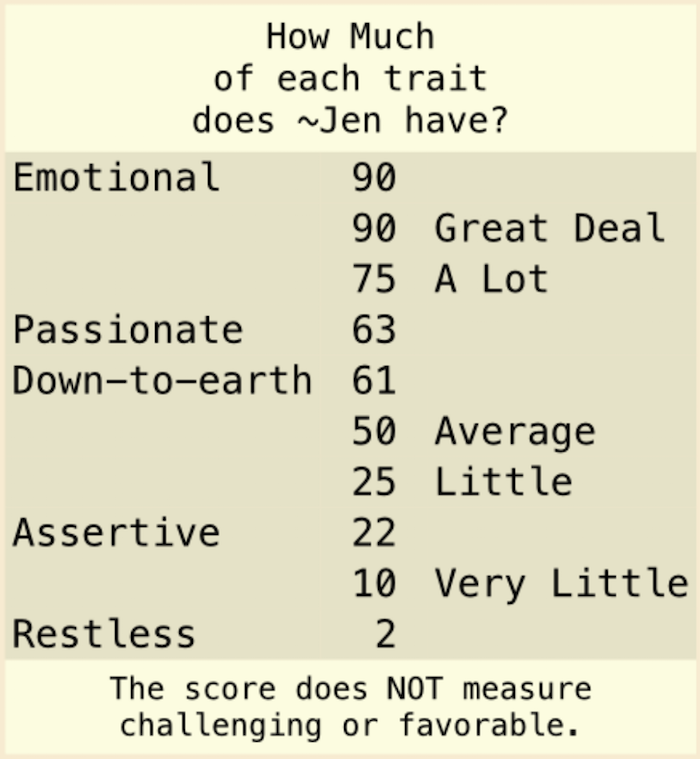 How Much
of each trait
does ~Jen have?
Emotional 90
90 Great Deal
75 A Lot
Passionate 63
Down-to-earth 61
50 Average
25 Little
Assertive 22
10 Very Little
Restless 2
The score does NOT measure
challenging or favorable.